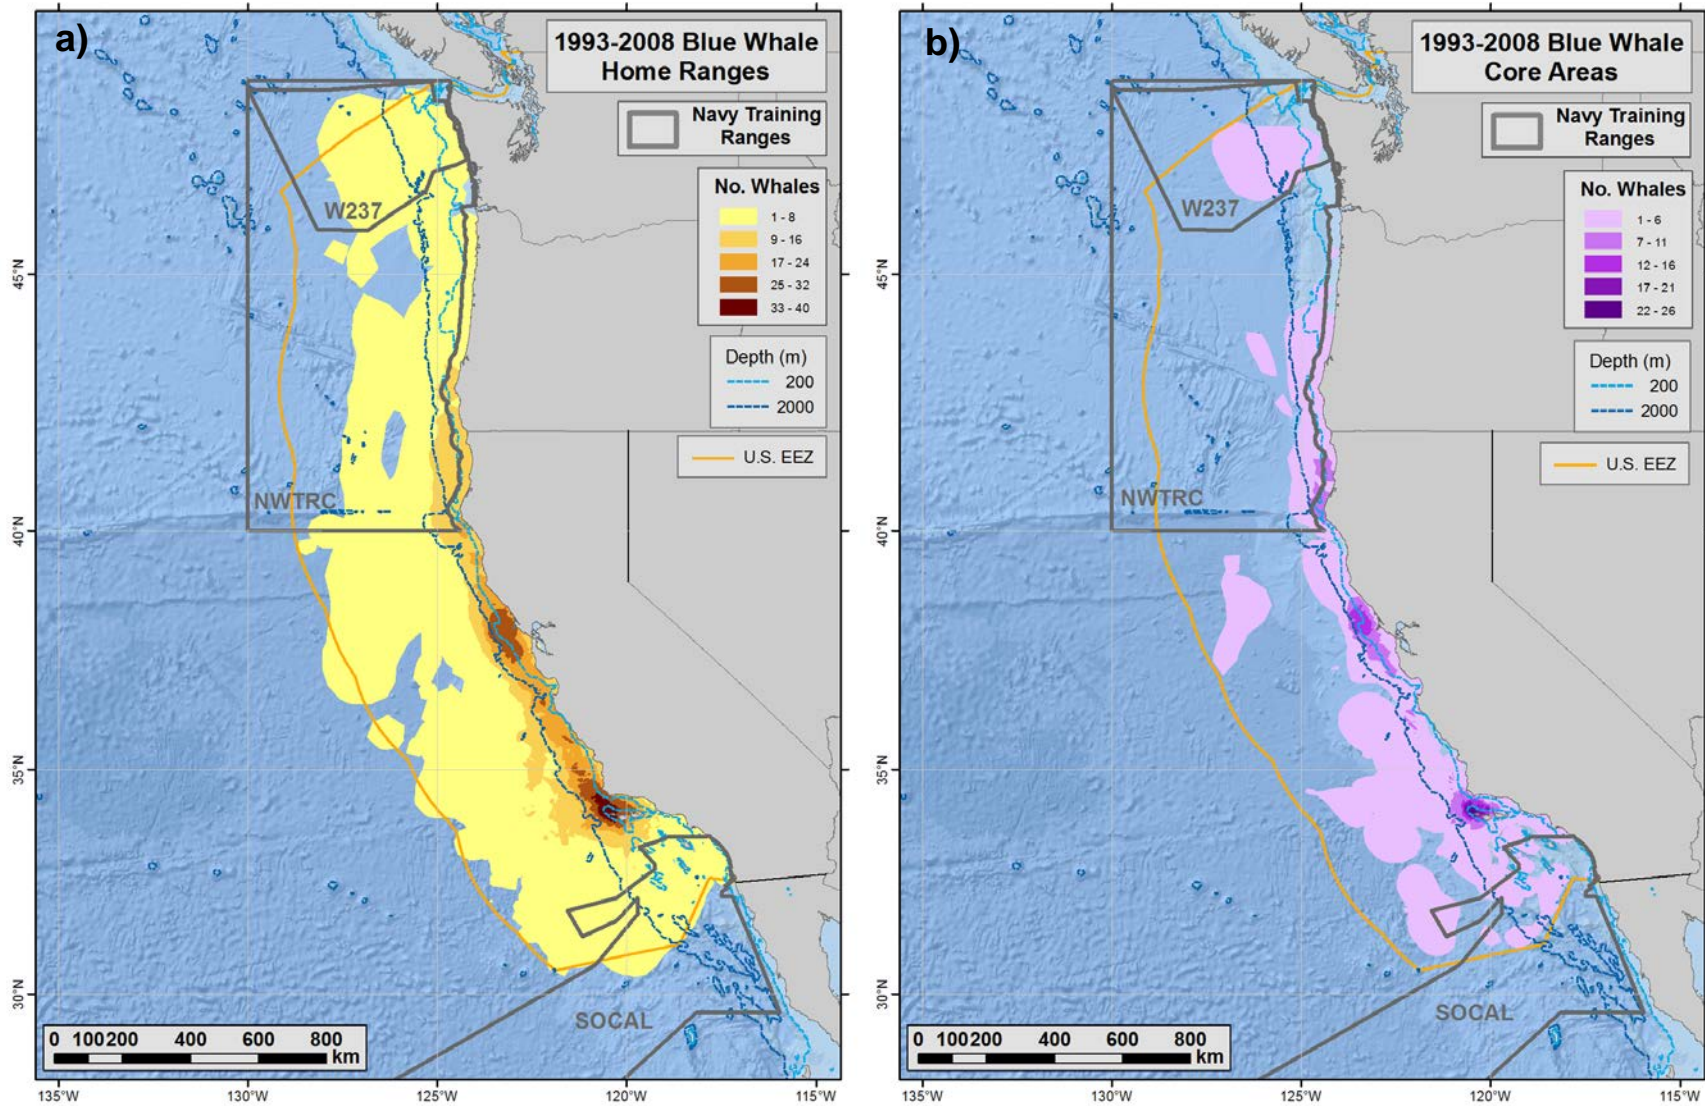 a)
1993-2008 Blue Whale
Home Ranges
Navy Training
Ranges
No. Whales
1 - 8
9 - 16
17 - 24
25 - 32
33 - 40
Depth (m)
200
2000
U.S. EEZ
W237
NWTRC
SOCAL
45°N
40°N
35°N
30°N
0 100 200 400 600 800
km
135°W 130°W 125°W 120°W 115°W
b)
1993-2008 Blue Whale
Core Areas
Navy Training
Ranges
No. Whales
1 - 6
7 - 11
12 - 16
17 - 21
22 - 26
Depth (m)
200
2000
U.S. EEZ
W237
NWTRC
SOCAL
45°N
40°N
35°N
30°N
0 100 200 400 600 800
km
135°W 130°W 125°W 120°W 115°W